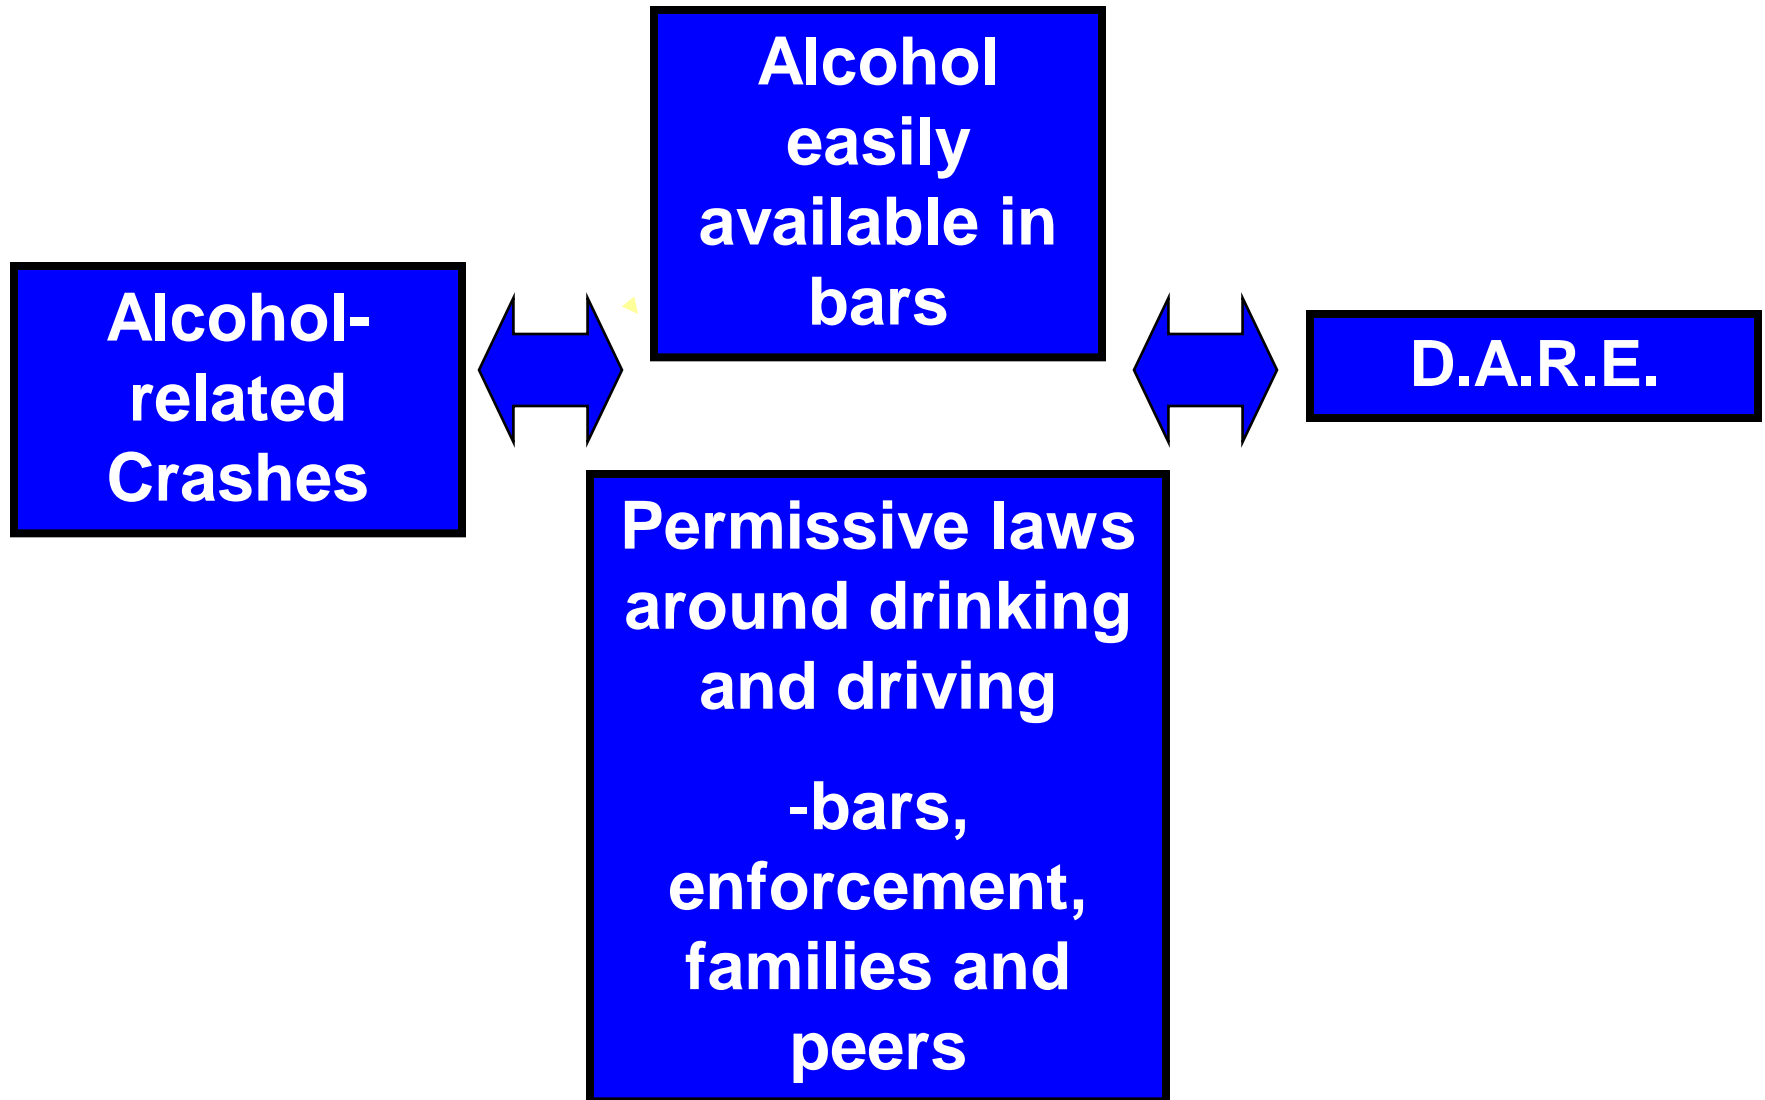 Alcohol
easily
available in
bars
Alcohol-
related
Crashes
D.A.R.E.
Permissive laws
around drinking
and driving
-bars,
enforcement,
families and
peers